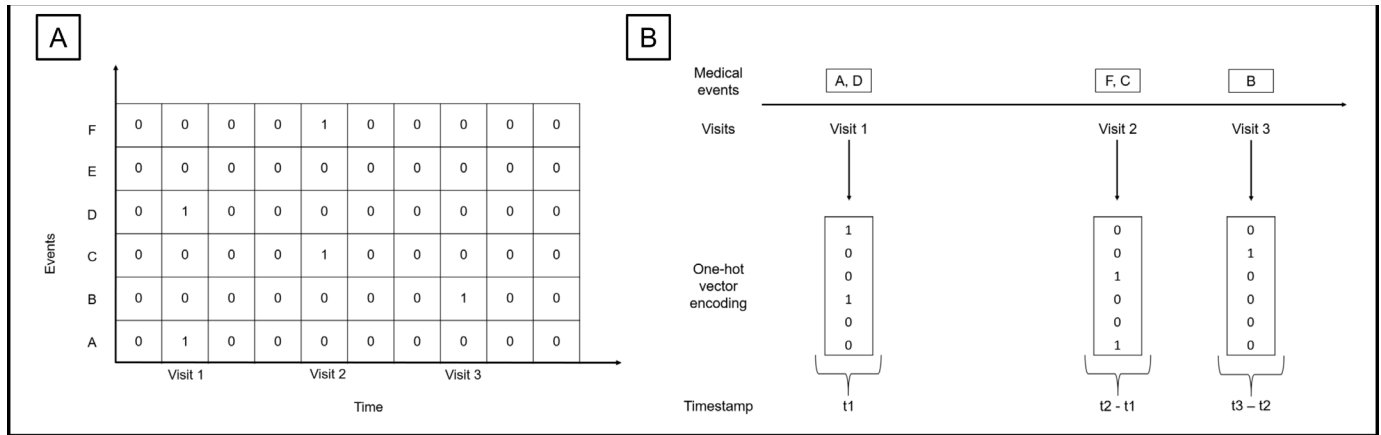 A
F 0 0 0 0 1 0 0 0 0 0
E 0 0 0 0 0 0 0 0 0 0
D 0 1 0 0 0 0 0 0 0 0
C 0 0 0 0 1 0 0 0 0 0
B 0 0 0 0 0 0 0 1 0 0
A 0 1 0 0 0 0 0 0 0 0
Events
Visit 1 Visit 2 Visit 3
Time
B
Medical
events
A, D F, C B
Visits Visit 1 Visit 2 Visit 3
One-hot
vector
encoding
1 0 0
0 0 1
0 1 0
1 0 0
0 0 0
0 1 0
Timestamp t1 t2 - t1 t3 – t2